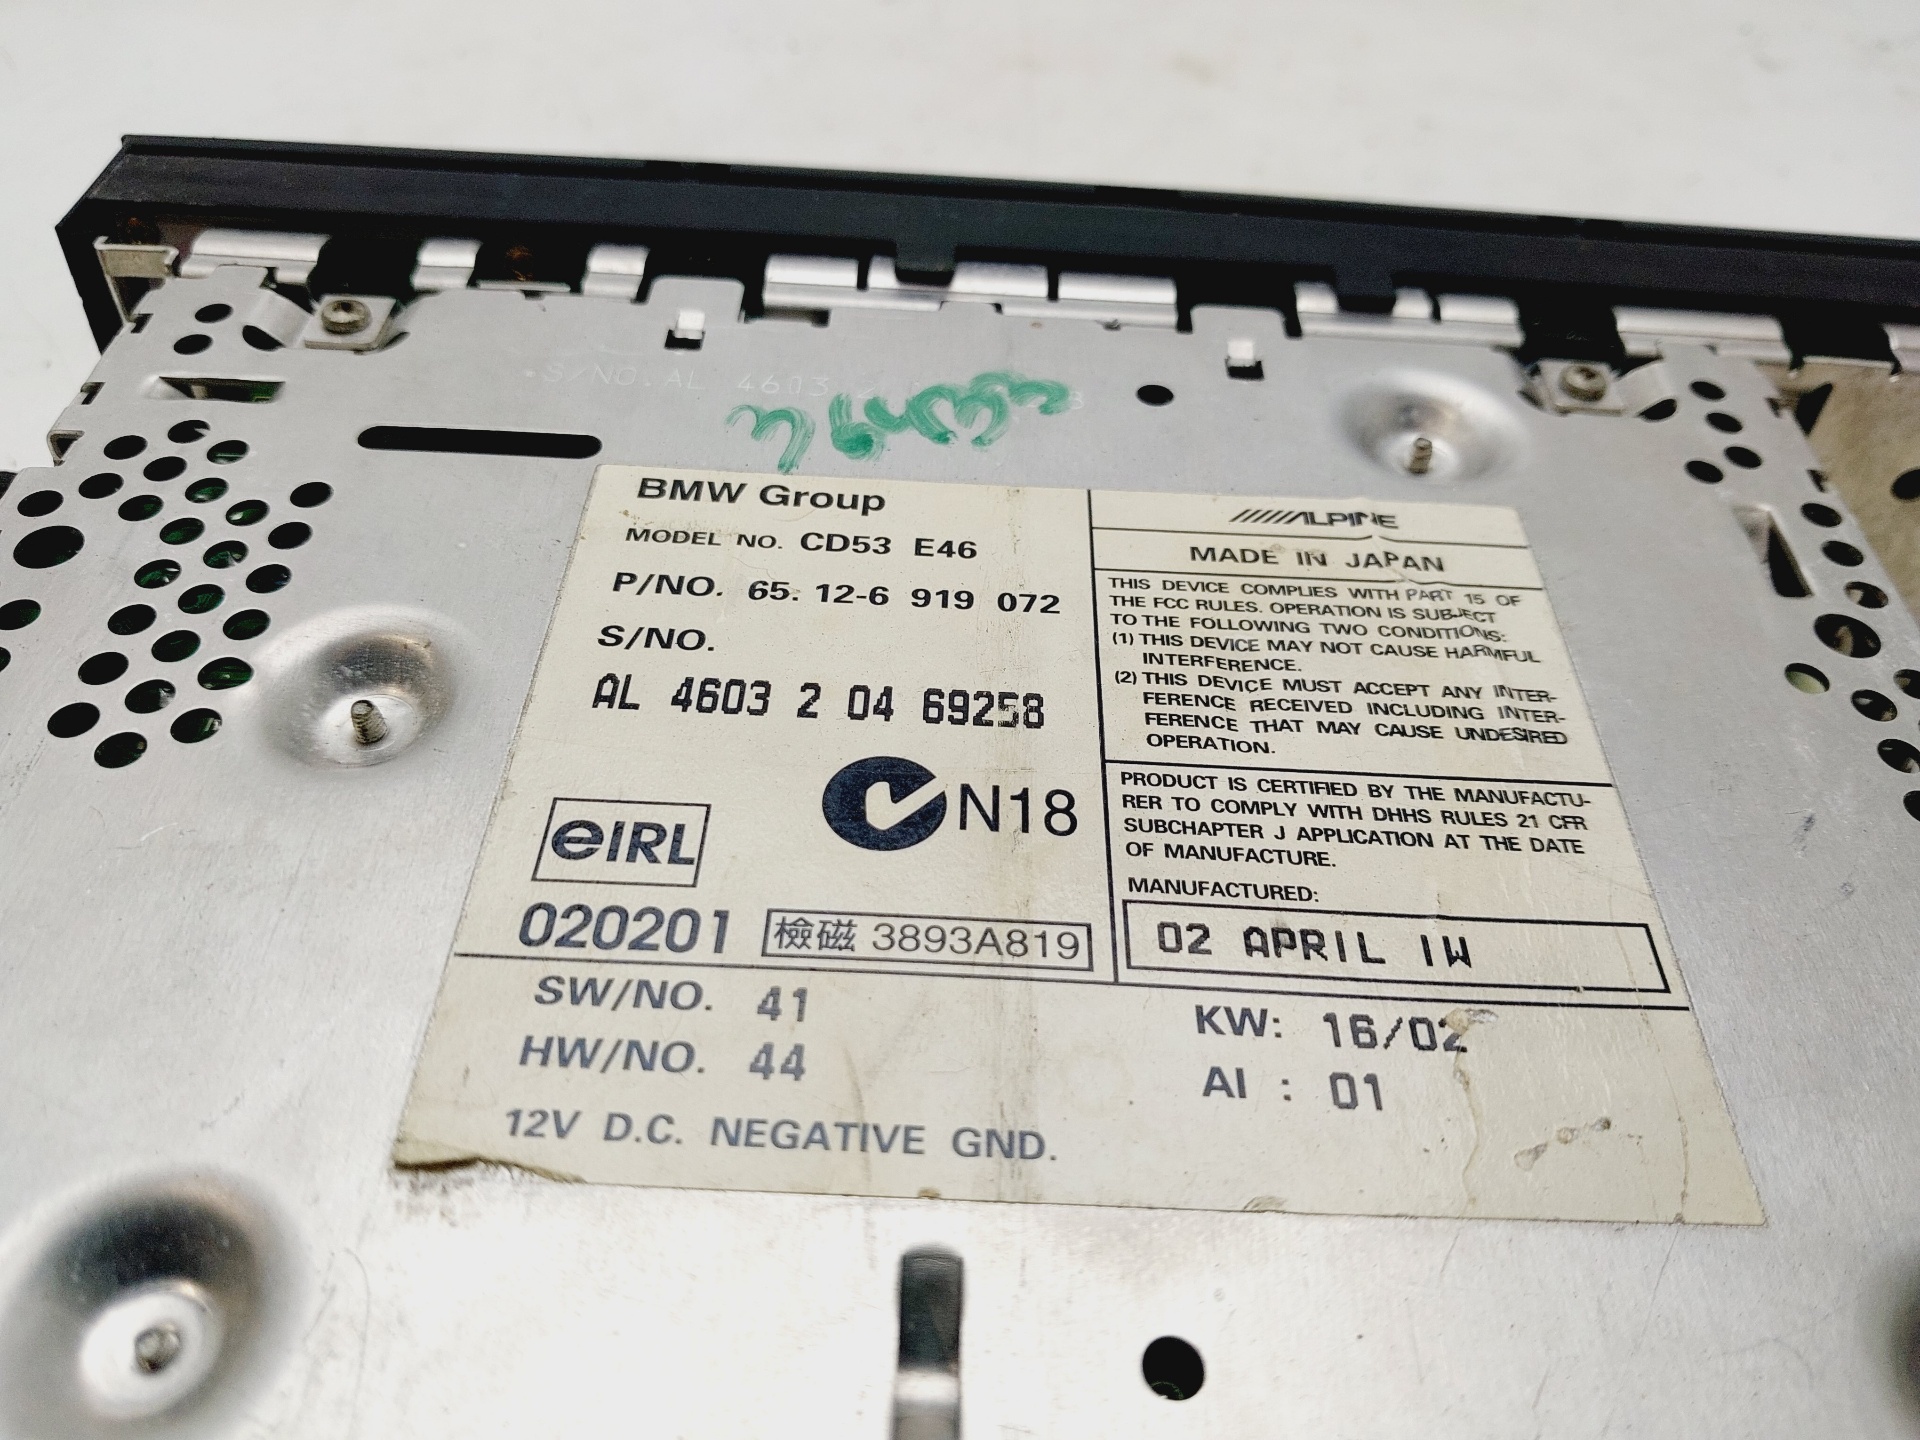 S/NO. AL 4603 2
BMW Group
MODEL NO. CD53 E46
P/NO. 65. 12-6 919 072
S/NO.
AL 4603 2 04 69258
N18
eIRL
020201
檢磁 3893A819
ALPINE
MADE IN JAPAN
THIS DEVICE COMPLIES WITH PART 15 OF
THE FCC RULES. OPERATION IS SUBJECT
TO THE FOLLOWING TWO CONDITIONS:
(1) THIS DEVICE MAY NOT CAUSE HARMFUL
INTERFERENCE.
(2) THIS DEVICE MUST ACCEPT ANY INTER-
FERENCE RECEIVED INCLUDING INTER-
FERENCE THAT MAY CAUSE UNDESIRED
OPERATION.
PRODUCT IS CERTIFIED BY THE MANUFACTU-
RER TO COMPLY WITH DHHS RULES 21 CFR
SUBCHAPTER J APPLICATION AT THE DATE
OF MANUFACTURE.
MANUFACTURED:
02 APRIL 1W
SW/NO. 41
HW/NO. 44
12V D.C. NEGATIVE GND.
KW: 16/02
AI : 01